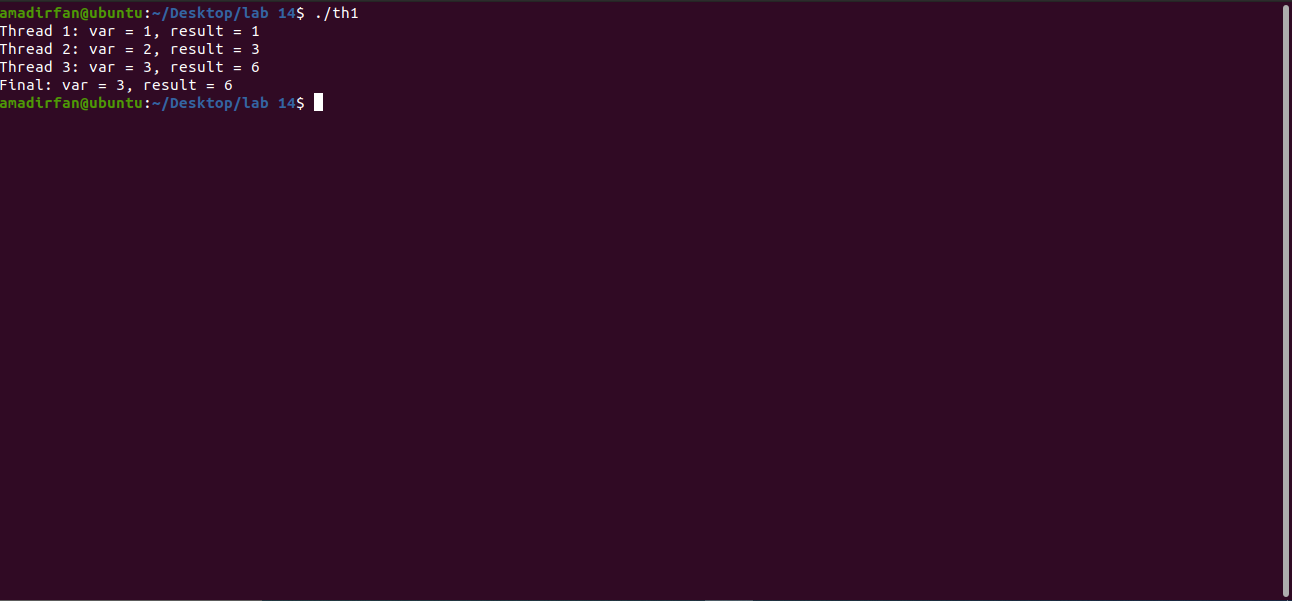 amadirfan@ubuntu:~/Desktop/lab 14$ ./th1
Thread 1: var = 1, result = 1
Thread 2: var = 2, result = 3
Thread 3: var = 3, result = 6
Final: var = 3, result = 6
amadirfan@ubuntu:~/Desktop/lab 14$